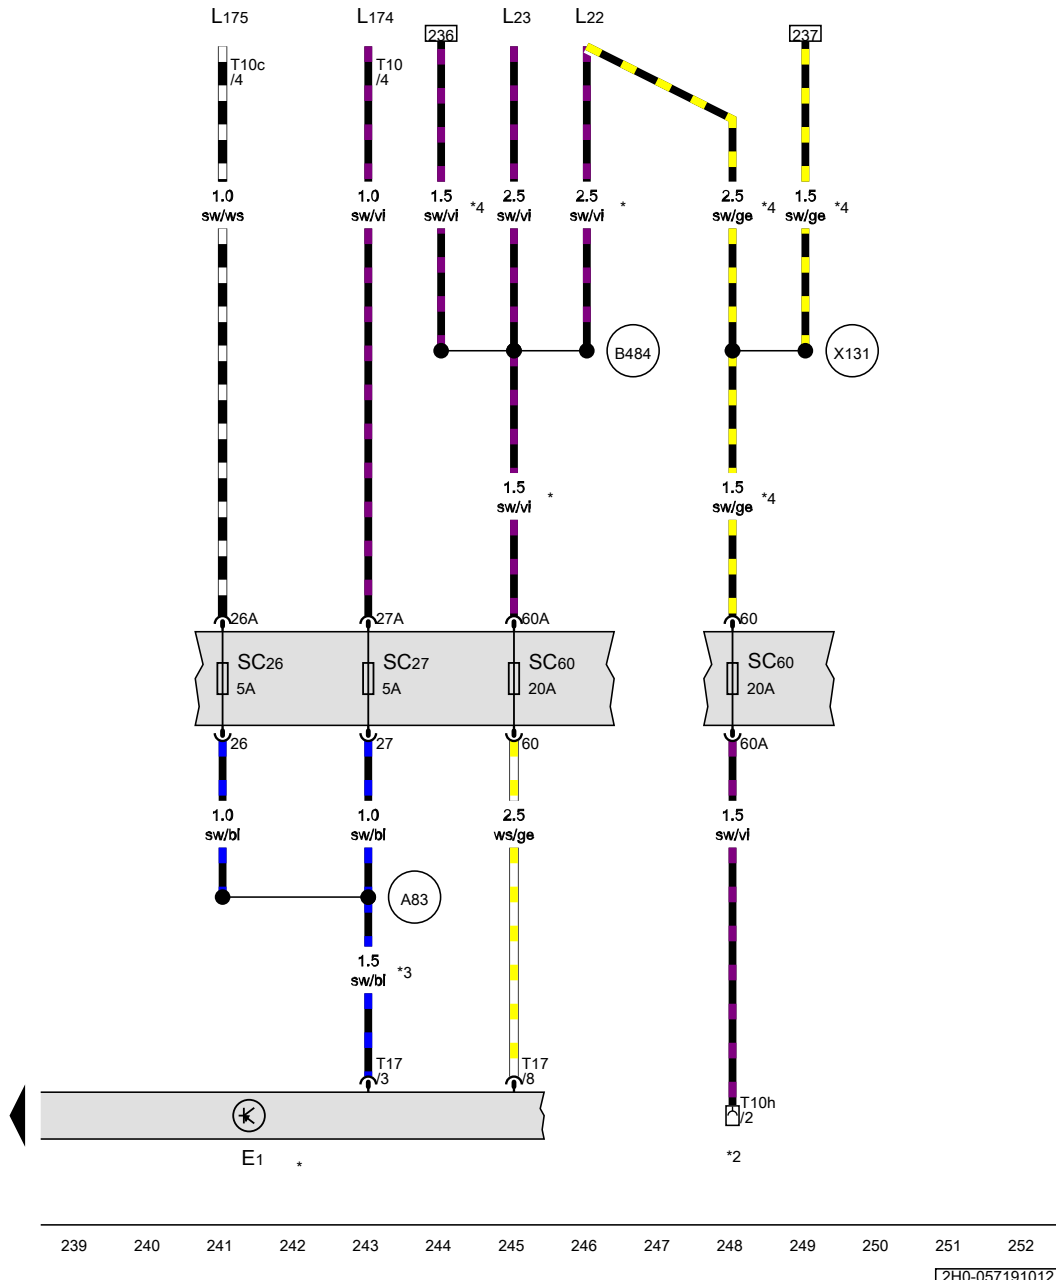 L175 L174 236 L23 L22 237
T10c
/4
T10
/4
1.0 1.0 1.5 2.5 2.5 2.5 1.5
sw/ws sw/vi sw/vi *4 sw/vi sw/vi * sw/ge *4 sw/ge *4
B484 X131
1.5 1.5
sw/vi * sw/ge *4
26A 27A 60A 60
SC26 SC27 SC60 SC60
5A 5A 20A 20A
26 27 60 60A
1.0 1.0 2.5 1.5
sw/bl sw/bl ws/ge sw/vi
A83
1.5
sw/bl *3
T17
/3
T17
/8
T10h
/2
E1 * *2
239 240 241 242 243 244 245 246 247 248 249 250 251 252
2H0-057191012